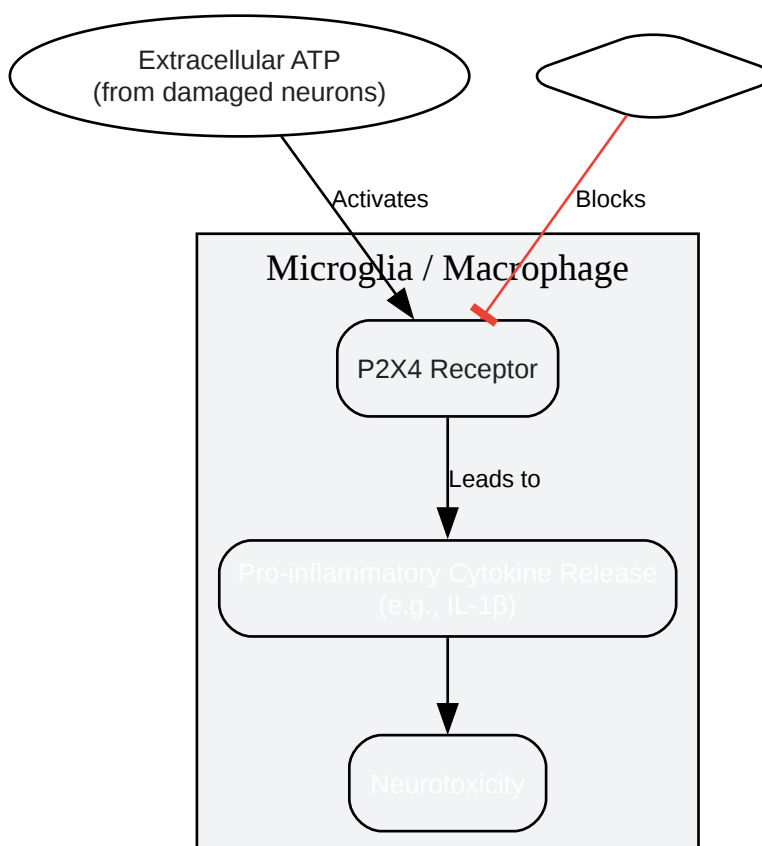 Extracellular ATP
(from damaged neurons)
Activates
Blocks
Microglia / Macrophage
P2X4 Receptor
Leads to
Pro-inflammatory Cytokine Release
(e.g., IL-1β)
Neurotoxicity